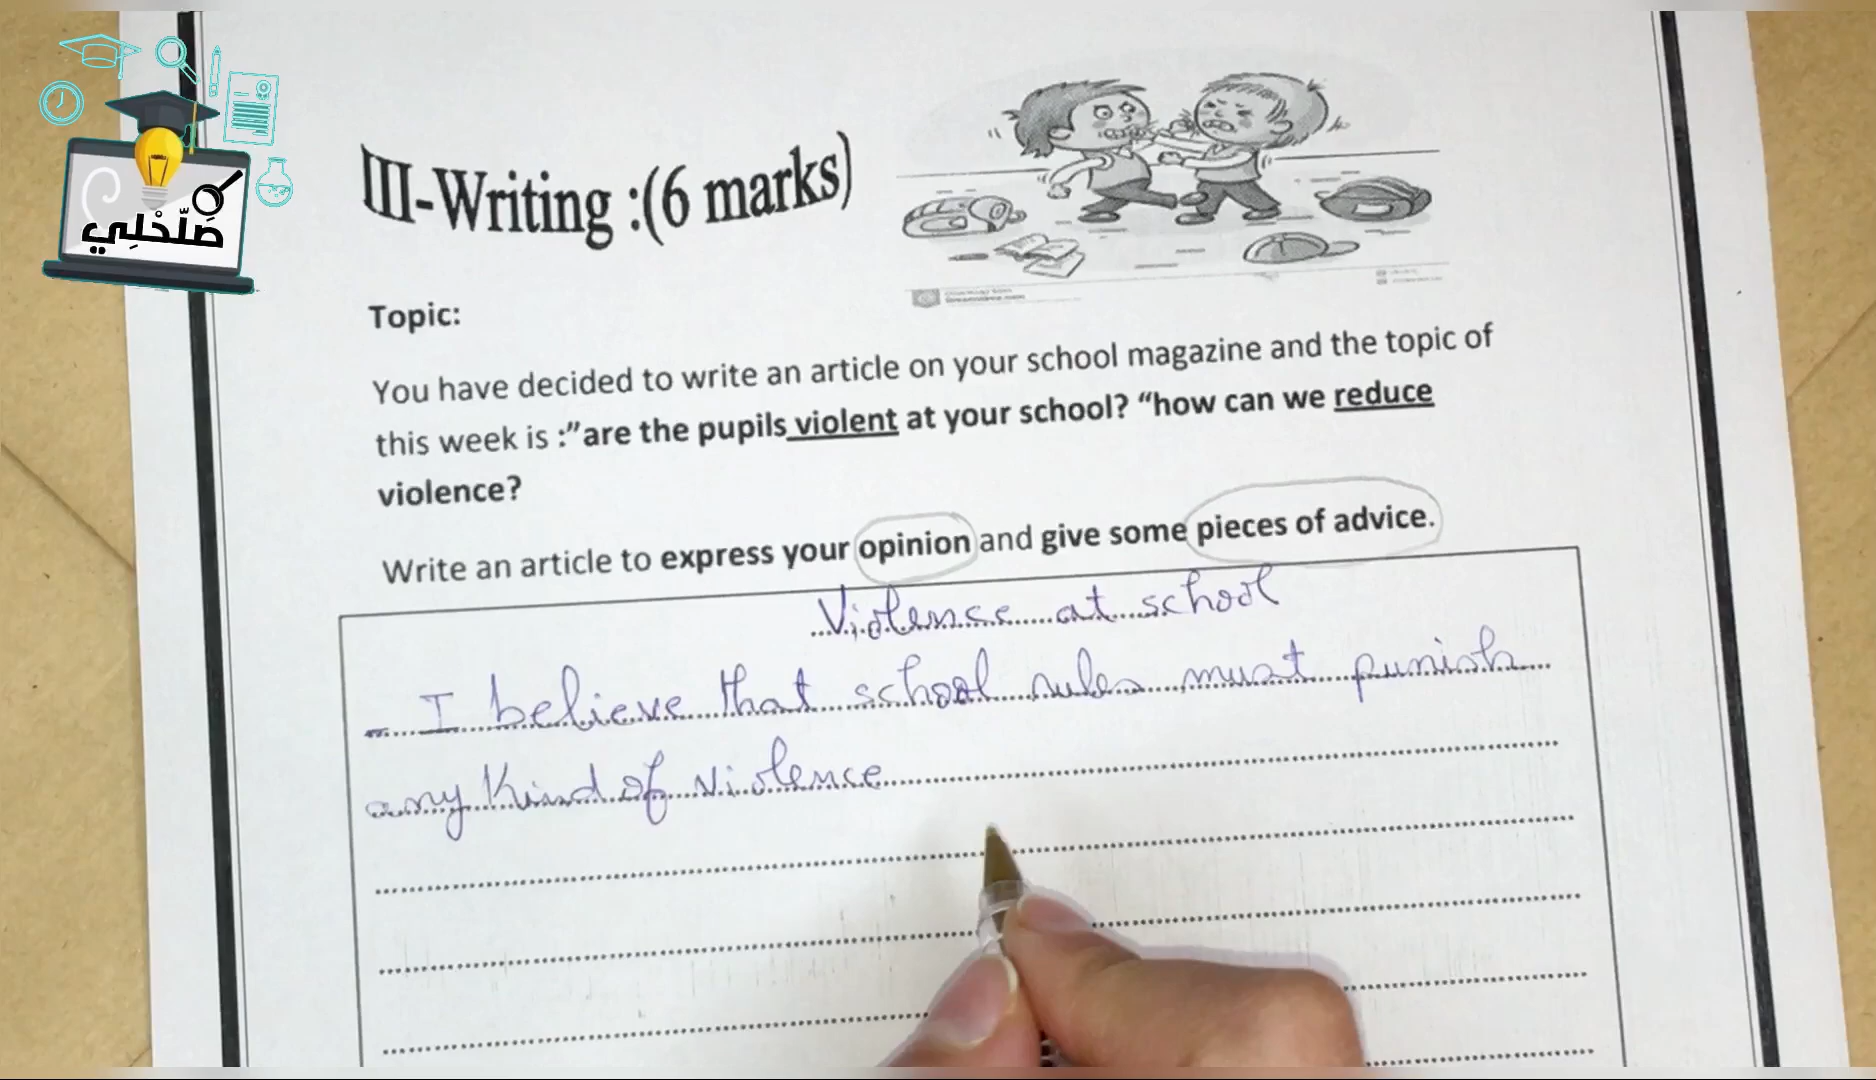 صَلَّحْلِي
III-Writing :(6 marks)
Topic:
You have decided to write an article on your school magazine and the topic of
this week is :”are the pupils violent at your school? “how can we reduce
violence?
Write an article to express your opinion and give some pieces of advice.
Violence at school
- I believe that school rules must punish
any kind of violence